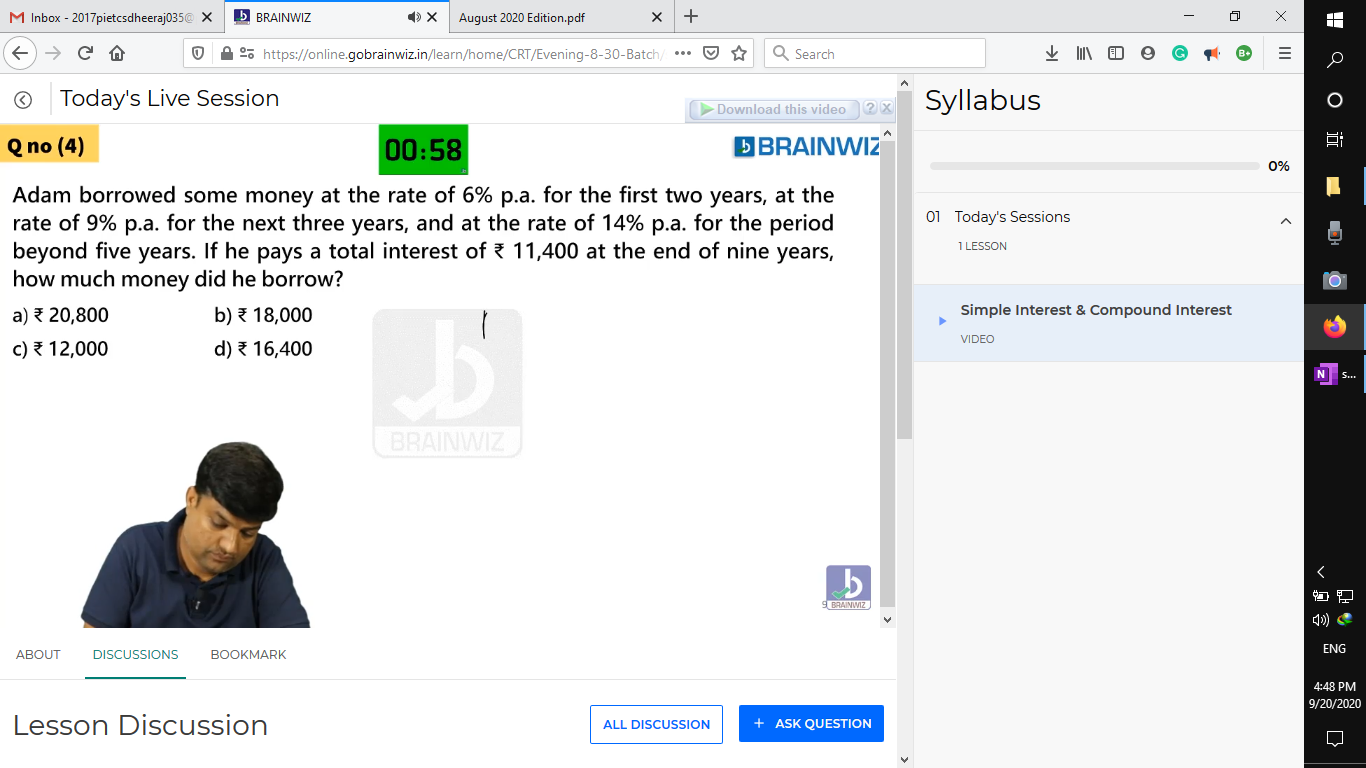 Inbox - 2017pietcsdheeraj035@
BRAINWIZ
August 2020 Edition.pdf
https://online.gobrainwiz.in/learn/home/CRT/Evening-8-30-Batch/
Search
Today's Live Session
Download this video
Q no (4)
00:58
BRAINWIZ
Adam borrowed some money at the rate of 6% p.a. for the first two years, at the
rate of 9% p.a. for the next three years, and at the rate of 14% p.a. for the period
beyond five years. If he pays a total interest of ₹ 11,400 at the end of nine years,
how much money did he borrow?
a) ₹ 20,800 b) ₹ 18,000
c) ₹ 12,000 d) ₹ 16,400
BRAINWIZ
9 BRAINWIZ
ABOUT DISCUSSIONS BOOKMARK
Lesson Discussion
ALL DISCUSSION
+ ASK QUESTION
Syllabus
0%
01 Today's Sessions
1 LESSON
Simple Interest & Compound Interest
VIDEO
B+
N s...
ENG
4:48 PM
9/20/2020